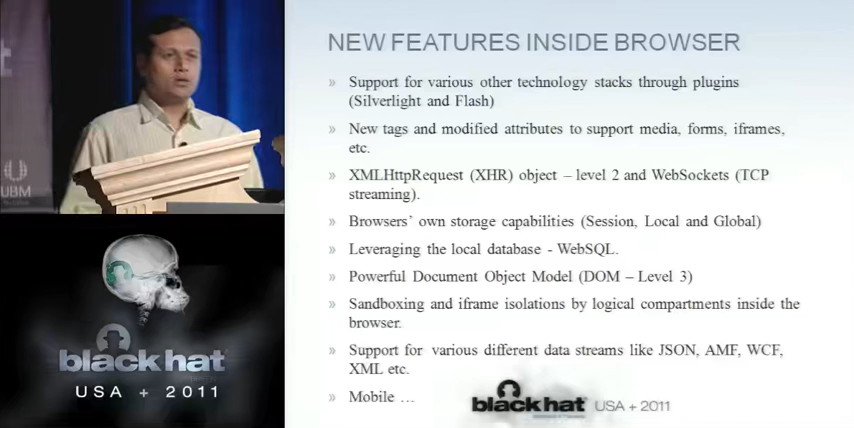 UBM
black hat
USA + 2011
NEW FEATURES INSIDE BROWSER
» Support for various other technology stacks through plugins
(Silverlight and Flash)
» New tags and modified attributes to support media, forms, iframes,
etc.
» XMLHttpRequest (XHR) object – level 2 and WebSockets (TCP
streaming).
» Browsers’ own storage capabilities (Session, Local and Global)
» Leveraging the local database - WebSQL.
» Powerful Document Object Model (DOM – Level 3)
» Sandboxing and iframe isolations by logical compartments inside the
browser.
» Support for various different data streams like JSON, AMF, WCF,
XML etc.
» Mobile …
black hat USA + 2011